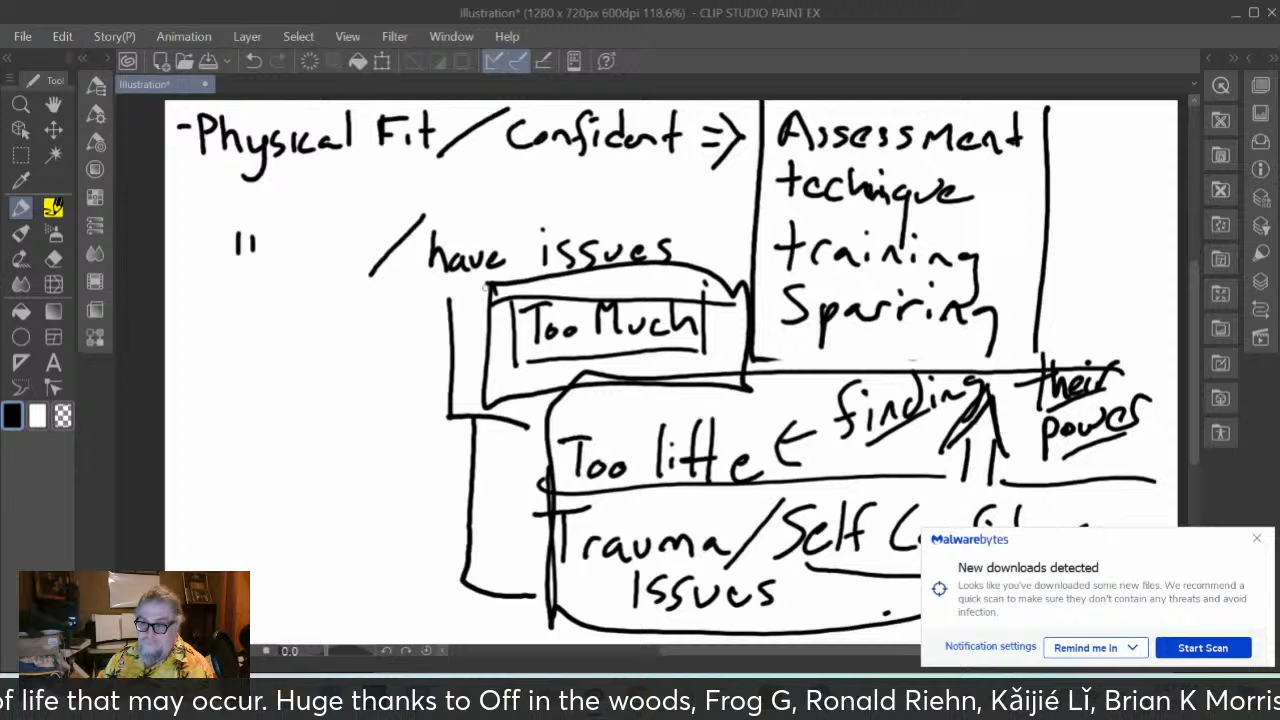 Illustration* (1280 x 720px 600dpi 118.6%) - CLIP STUDIO PAINT EX
File Edit Story(P) Animation Layer Select View Filter Window Help
Tool
Illustration*
-Physical Fit / Confident => Assessment
technique
" / have issues training
Too Much Sparring
Too little ← finding their
power
Trauma / Self
Issues
Malwarebytes
New downloads detected
Looks like you've downloaded some new files. We recommend a
quick scan to make sure they don't contain any threats and avoid
infection.
Notification settings Remind me in Start Scan
0.0
of life that may occur. Huge thanks to Off in the woods, Frog G, Ronald Riehn, Kǎijié LǏ, Brian K Morris